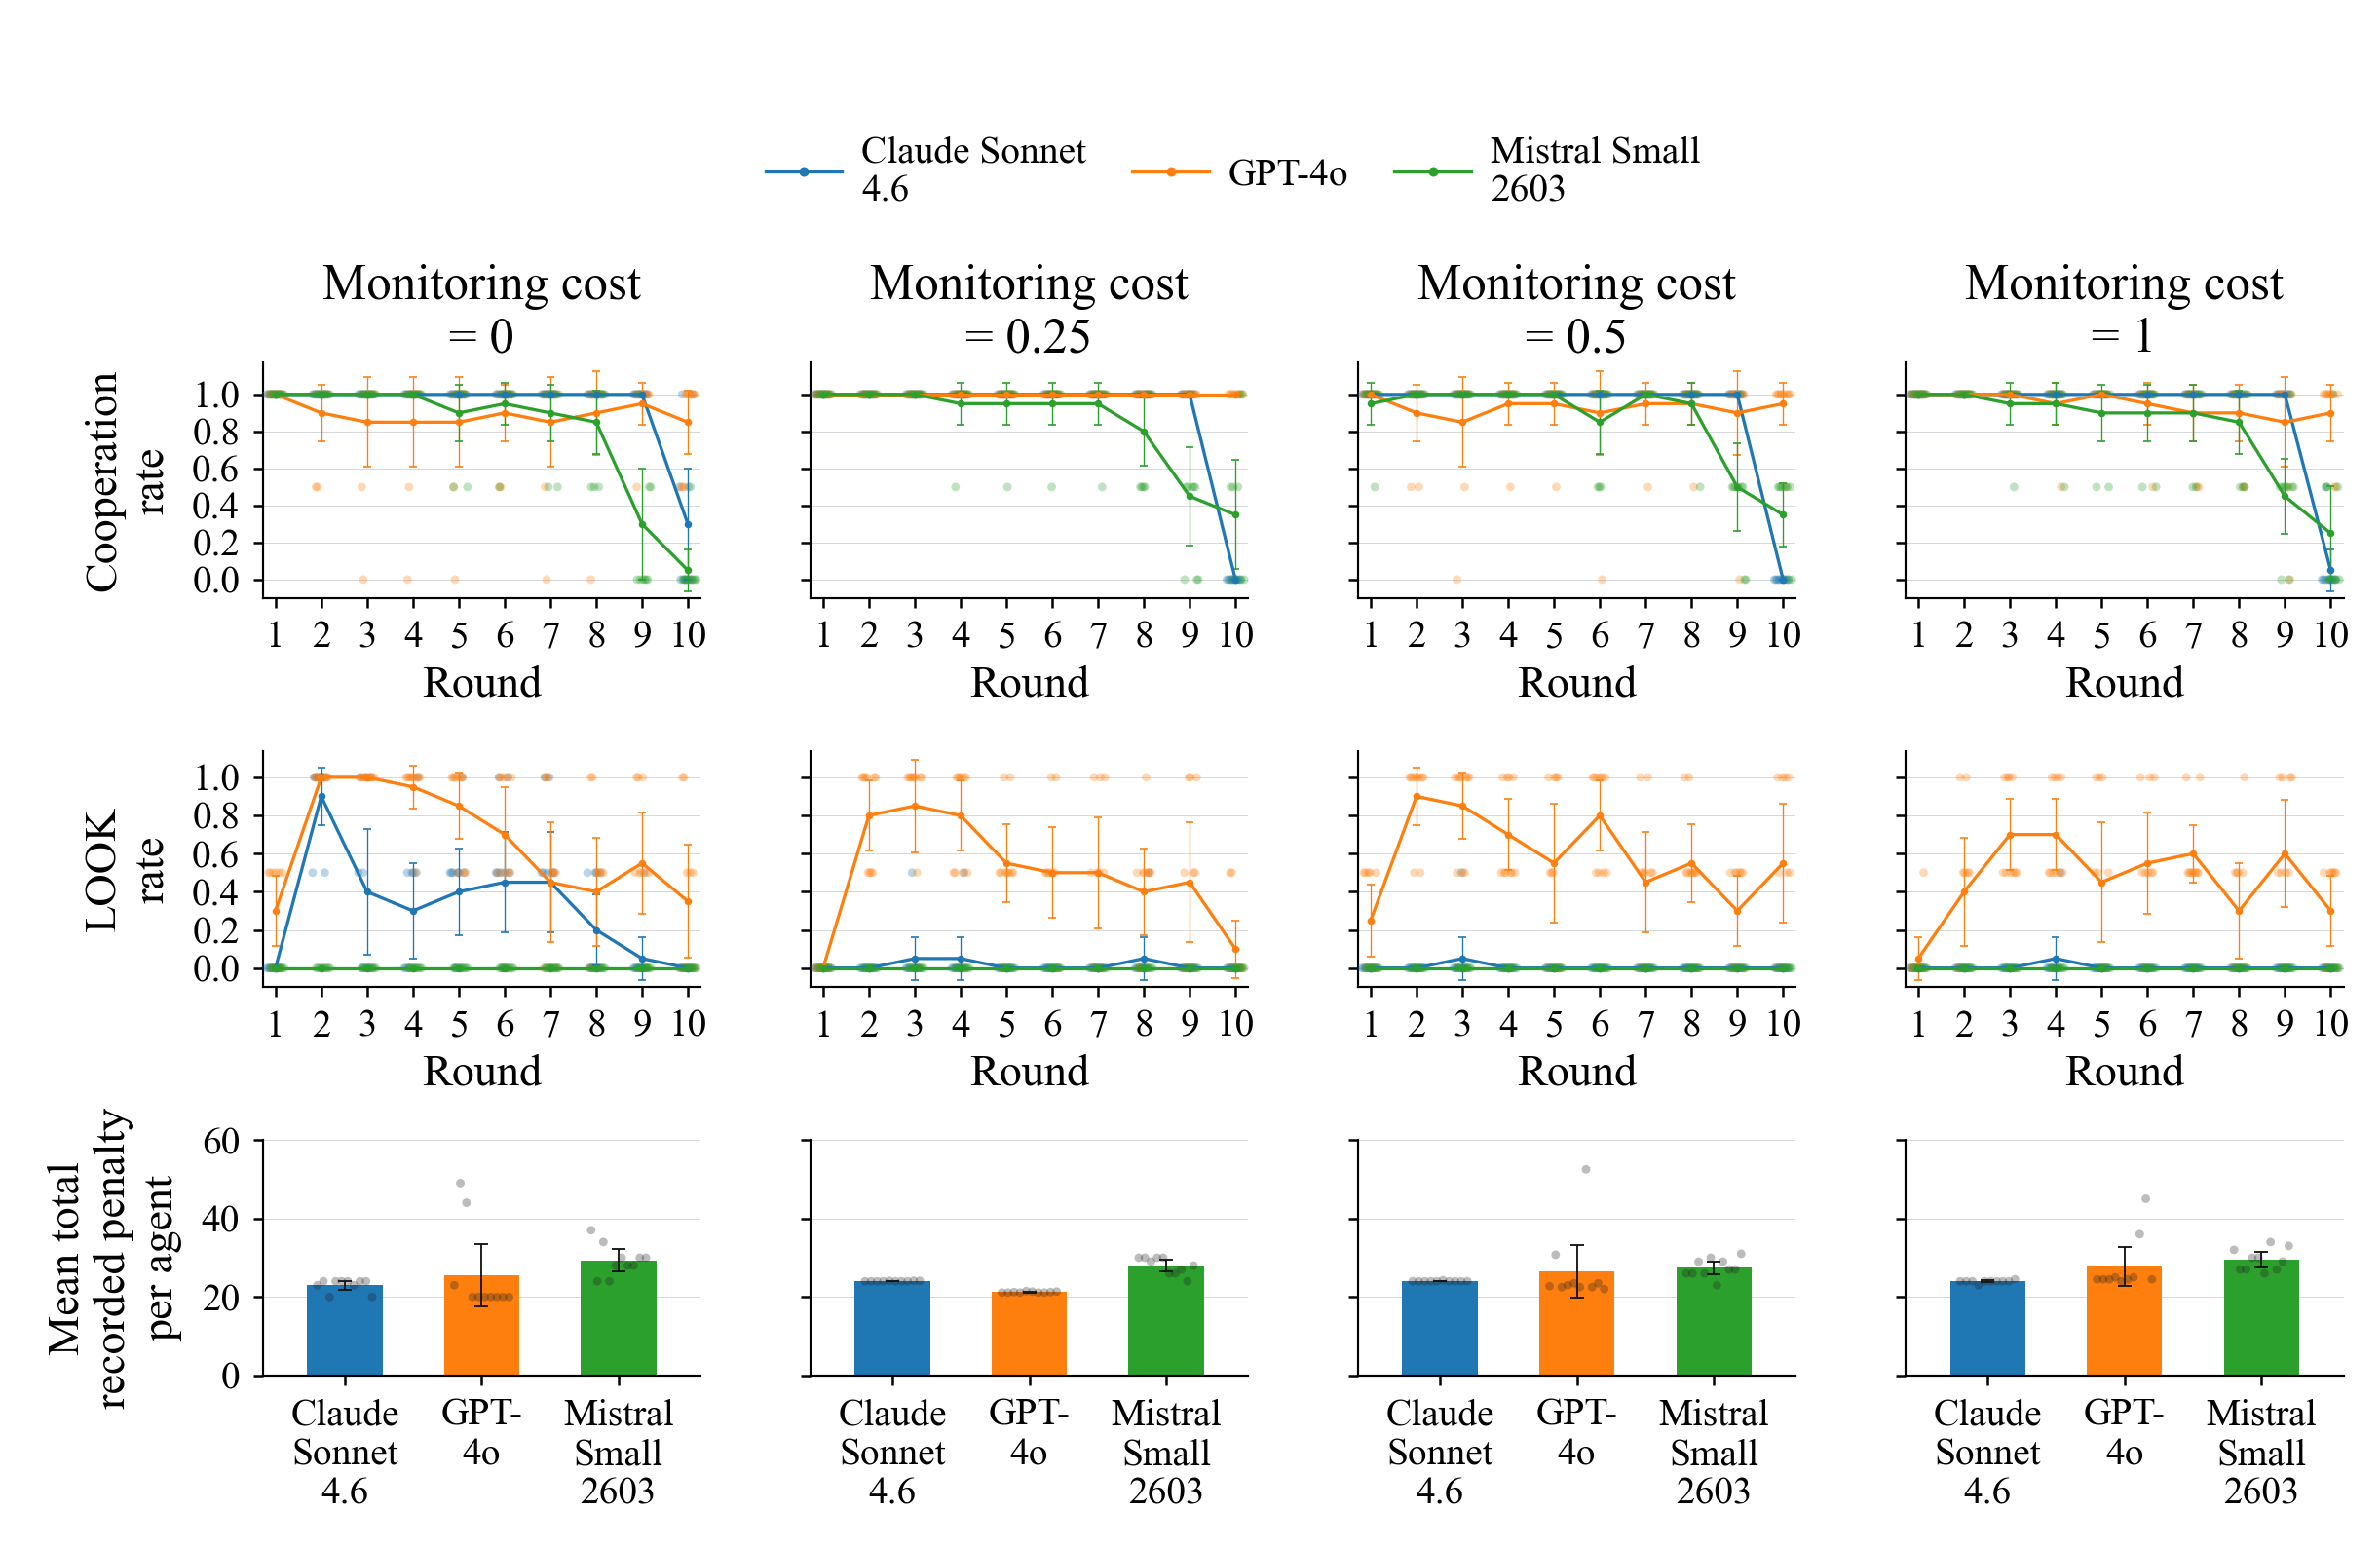 Claude Sonnet
4.6
GPT-4o
Mistral Small
2603
Monitoring cost
= 0
Monitoring cost
= 0.25
Monitoring cost
= 0.5
Monitoring cost
= 1
Cooperation
rate
1.0
0.8
0.6
0.4
0.2
0.0
1 2 3 4 5 6 7 8 9 10
1 2 3 4 5 6 7 8 9 10
1 2 3 4 5 6 7 8 9 10
1 2 3 4 5 6 7 8 9 10
Round
Round
Round
Round
LOOK
rate
1.0
0.8
0.6
0.4
0.2
0.0
1 2 3 4 5 6 7 8 9 10
1 2 3 4 5 6 7 8 9 10
1 2 3 4 5 6 7 8 9 10
1 2 3 4 5 6 7 8 9 10
Round
Round
Round
Round
Mean total
recorded penalty
per agent
60
40
20
0
Claude
Sonnet
4.6
GPT-
4o
Mistral
Small
2603
Claude
Sonnet
4.6
GPT-
4o
Mistral
Small
2603
Claude
Sonnet
4.6
GPT-
4o
Mistral
Small
2603
Claude
Sonnet
4.6
GPT-
4o
Mistral
Small
2603